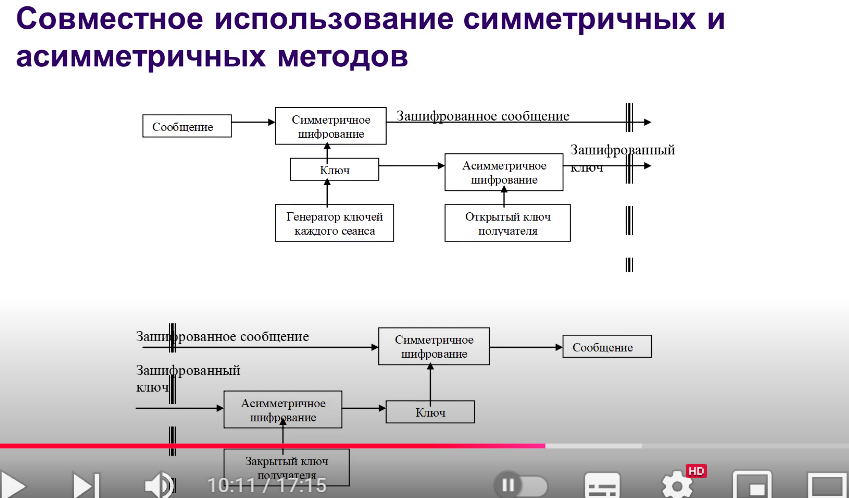 Совместное использование симметричных и
асимметричных методов
Сообщение
Симметричное
шифрование
Зашифрованное сообщение
Ключ
Асимметричное
шифрование
Зашифрованный
ключ
Генератор ключей
каждого сеанса
Открытый ключ
получателя
Зашифрованное сообщение
Симметричное
шифрование
Сообщение
Зашифрованный
ключ
Асимметричное
шифрование
Ключ
Закрытый ключ
получателя
10:11 / 17:15
HD